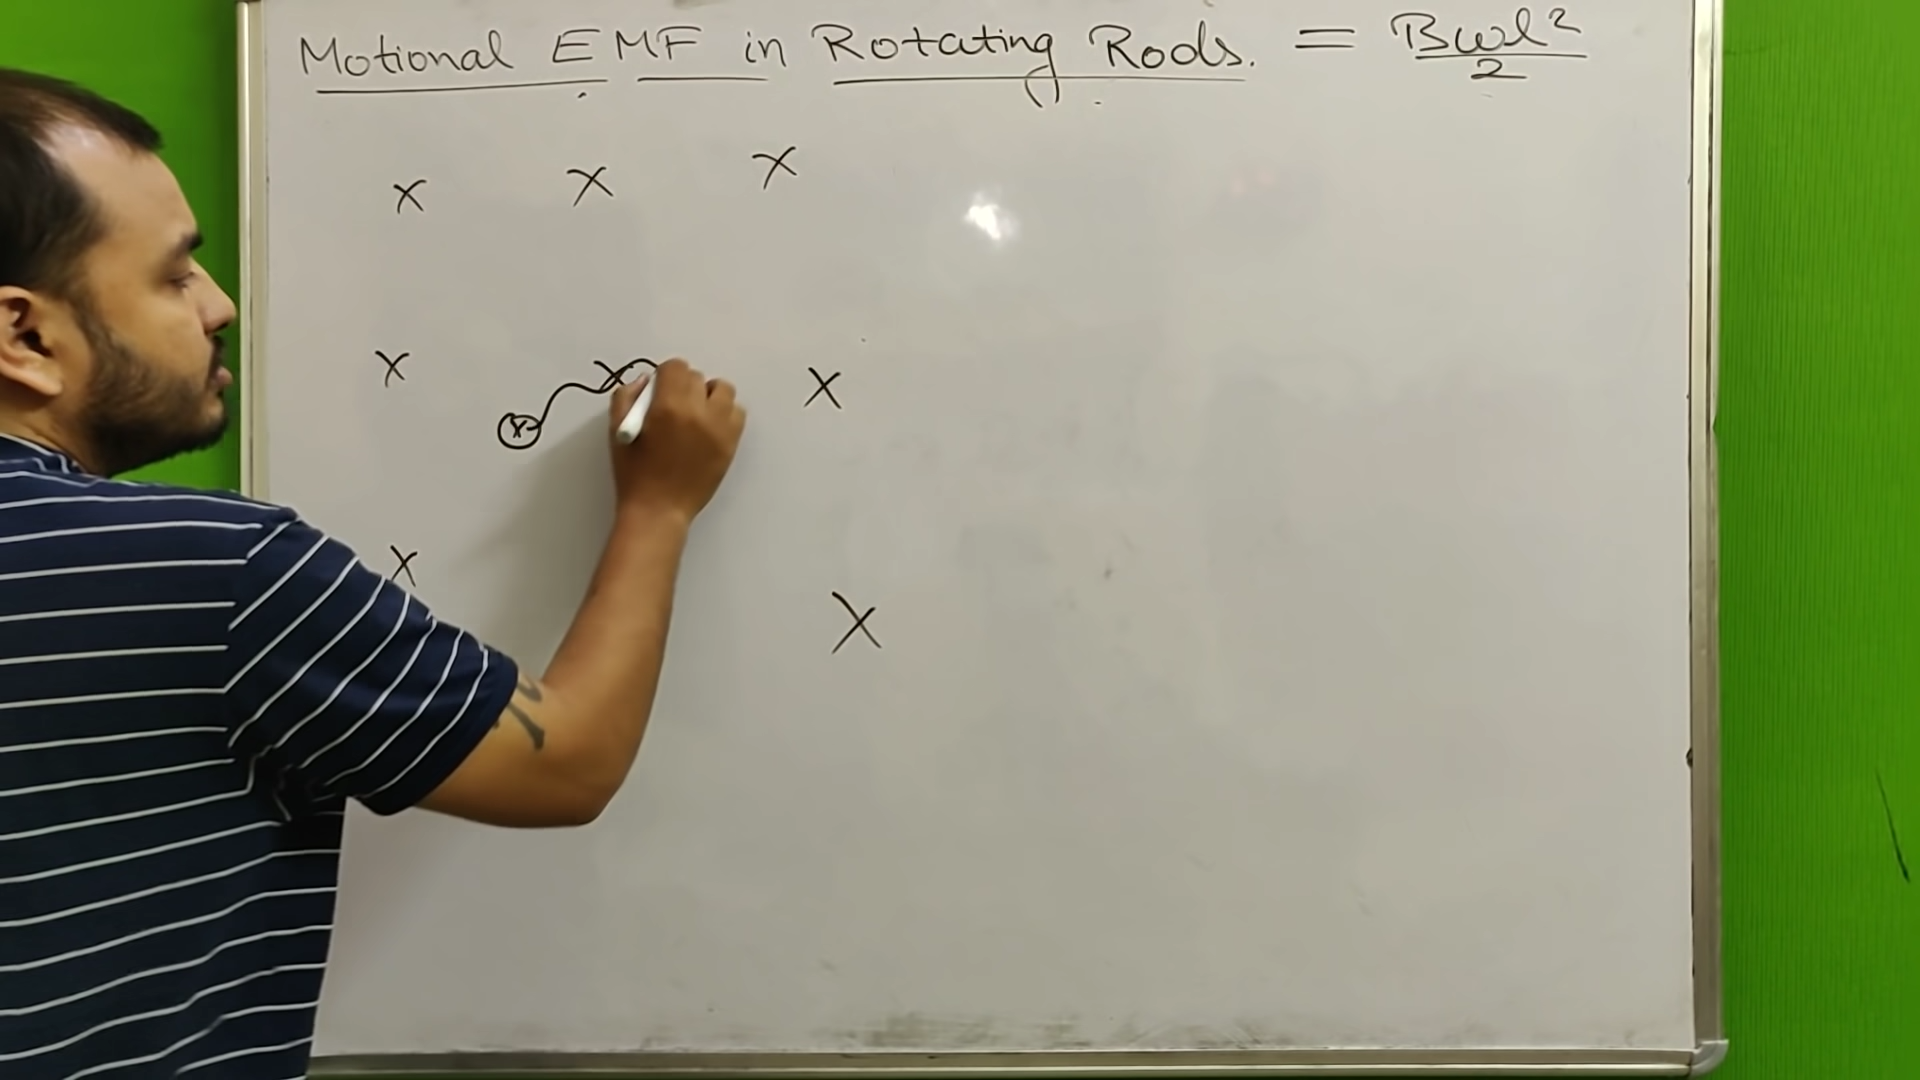 Motional EMF in Rotating Rods. = Bωl²/2
X X X
X X X
X
X